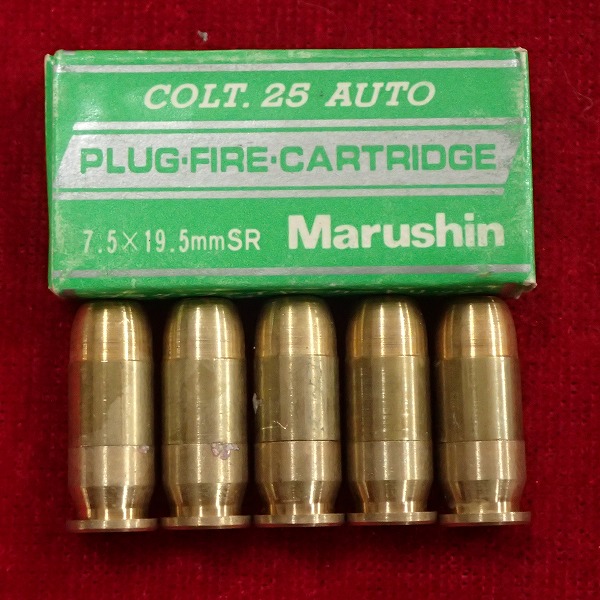 COLT. 25 AUTO
PLUG·FIRE·CARTRIDGE
7.5×19.5mmSR Marushin